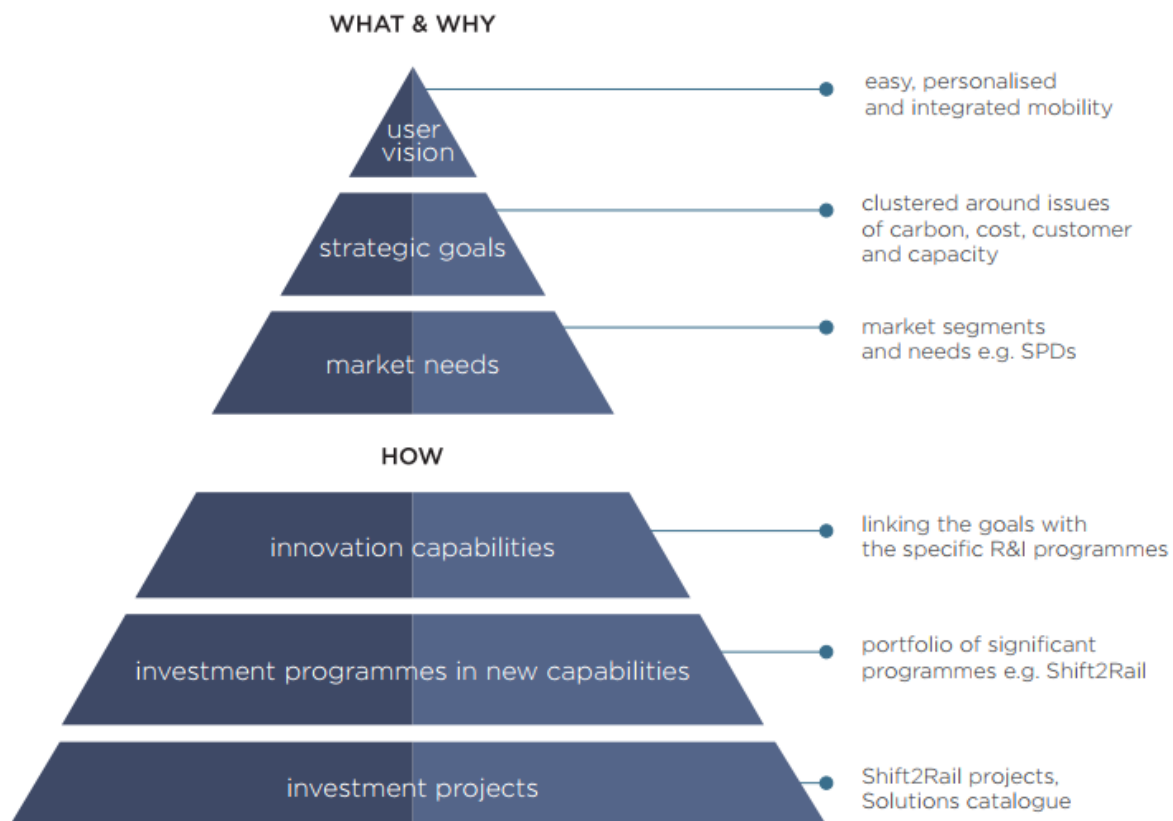 WHAT & WHY
user
vision
easy, personalised
and integrated mobility
strategic goals
clustered around issues
of carbon, cost, customer
and capacity
market needs
market segments
and needs e.g. SPDs
HOW
innovation capabilities
linking the goals with
the specific R&I programmes
investment programmes in new capabilities
portfolio of significant
programmes e.g. Shift2Rail
investment projects
Shift2Rail projects,
Solutions catalogue